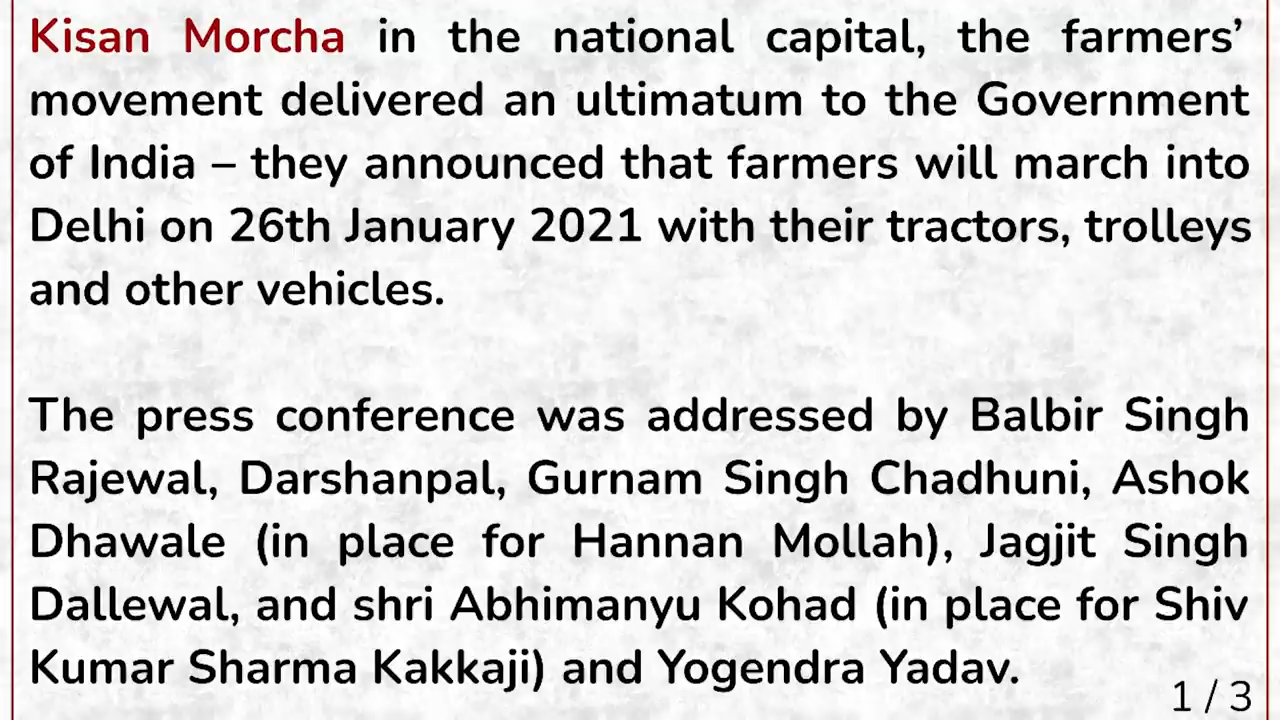 Kisan Morcha in the national capital, the farmers’
movement delivered an ultimatum to the Government
of India – they announced that farmers will march into
Delhi on 26th January 2021 with their tractors, trolleys
and other vehicles.
The press conference was addressed by Balbir Singh
Rajewal, Darshanpal, Gurnam Singh Chadhuni, Ashok
Dhawale (in place for Hannan Mollah), Jagjit Singh
Dallewal, and shri Abhimanyu Kohad (in place for Shiv
Kumar Sharma Kakkaji) and Yogendra Yadav.
1 / 3